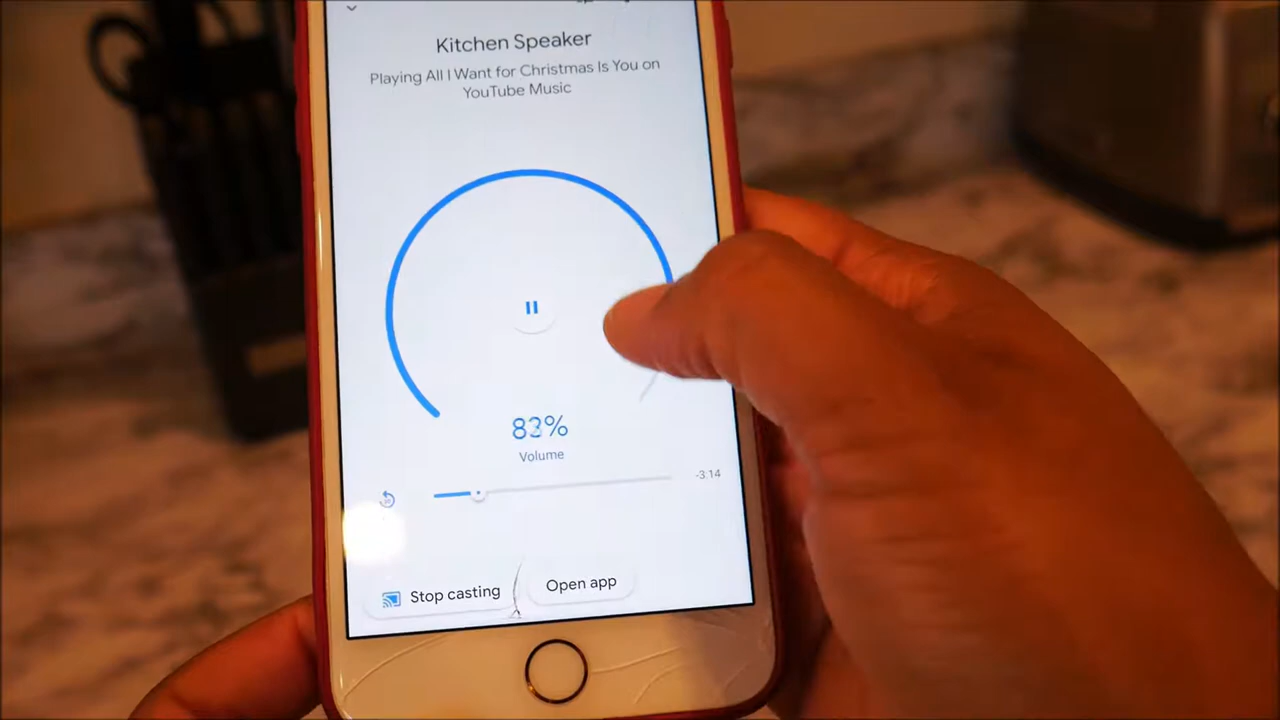 Kitchen Speaker
Playing All I Want for Christmas Is You on
YouTube Music
83%
Volume
-3:14
Stop casting
Open app